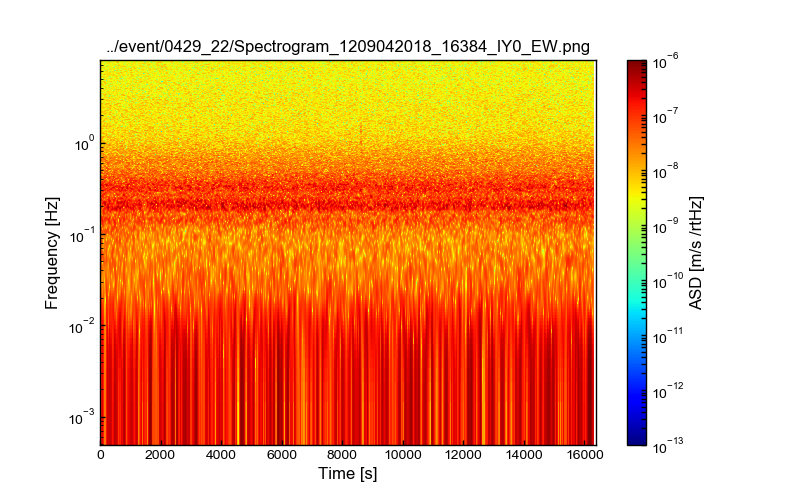 ../event/0429_22/Spectrogram_1209042018_16384_IY0_EW.png
10⁰
10⁻¹
10⁻²
10⁻³
Frequency [Hz]
0 2000 4000 6000 8000 10000 12000 14000 16000
Time [s]
10⁻⁶
10⁻⁷
10⁻⁸
10⁻⁹
10⁻¹⁰
10⁻¹¹
10⁻¹²
10⁻¹³
ASD [m/s /rtHz]